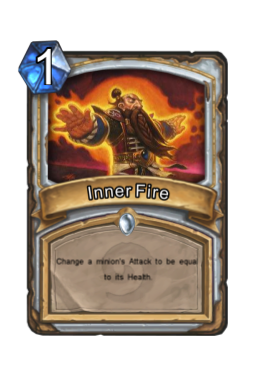 1
Inner Fire
Change a minion's Attack to be equal
to its Health.